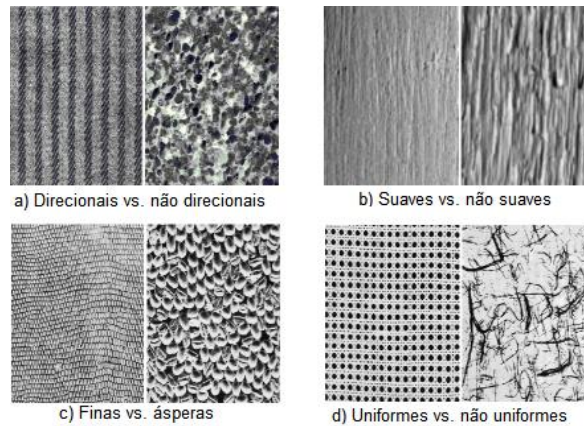 a) Direcionais vs. não direcionais
b) Suaves vs. não suaves
c) Finas vs. ásperas
d) Uniformes vs. não uniformes